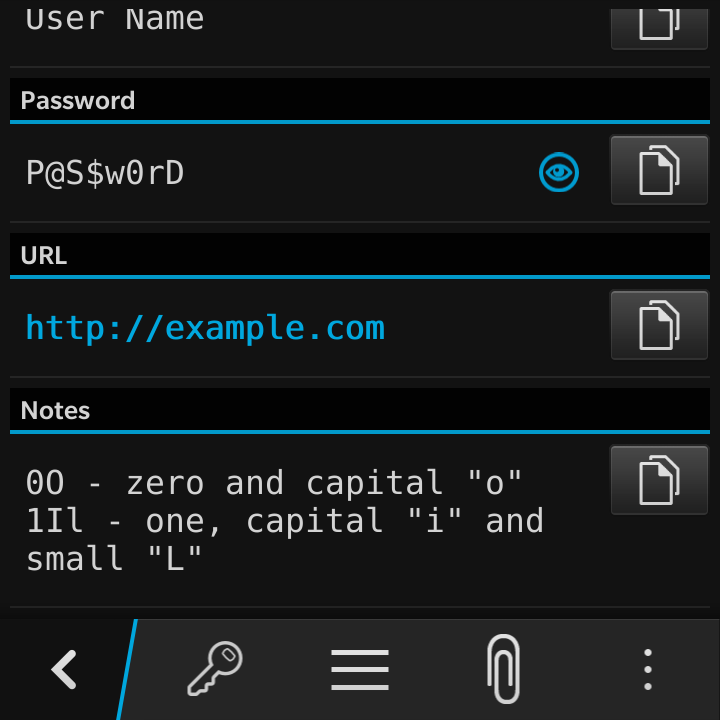 User Name
Password
P@S$w0rD
URL
http://example.com
Notes
0O - zero and capital "o"
1Il - one, capital "i" and
small "L"